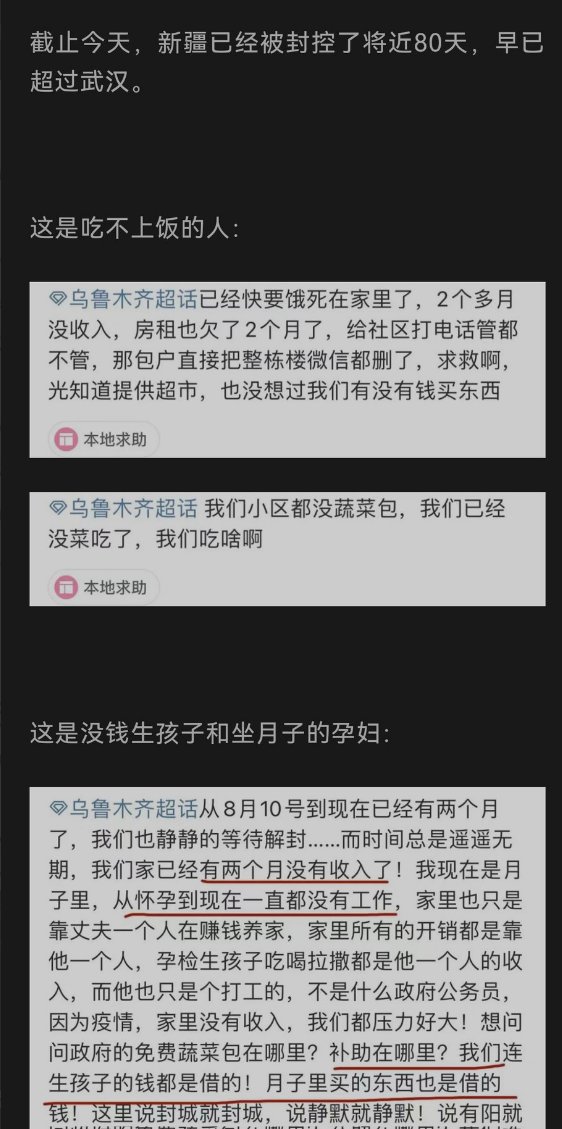 截止今天，新疆已经被封控了将近80天，早已
超过武汉。
这是吃不上饭的人：
乌鲁木齐超话已经快要饿死在家里了，2个多月
没收入，房租也欠了2个月了，给社区打电话管都
不管，那包户直接把整栋楼微信都删了，求救啊，
光知道提供超市，也没想过我们有没有钱买东西
本地求助
乌鲁木齐超话 我们小区都没蔬菜包，我们已经
没菜吃了，我们吃啥啊
本地求助
这是没钱生孩子和坐月子的孕妇：
乌鲁木齐超话从8月10号到现在已经有两个月
了，我们也静静的等待解封……而时间总是遥遥无
期，我们家已经有两个月没有收入了！我现在是月
子里，从怀孕到现在一直都没有工作，家里也只是
靠丈夫一个人在赚钱养家，家里所有的开销都是靠
他一个人，孕检生孩子吃喝拉撒都是他一个人的收
入，而他也只是个打工的，不是什么政府公务员，
因为疫情，家里没有收入，我们都压力好大！想问
问政府的免费蔬菜包在哪里？补助在哪里？我们连
生孩子的钱都是借的！月子里买的东西也是借的
钱！这里说封城就封城，说静默就静默！说有阳就